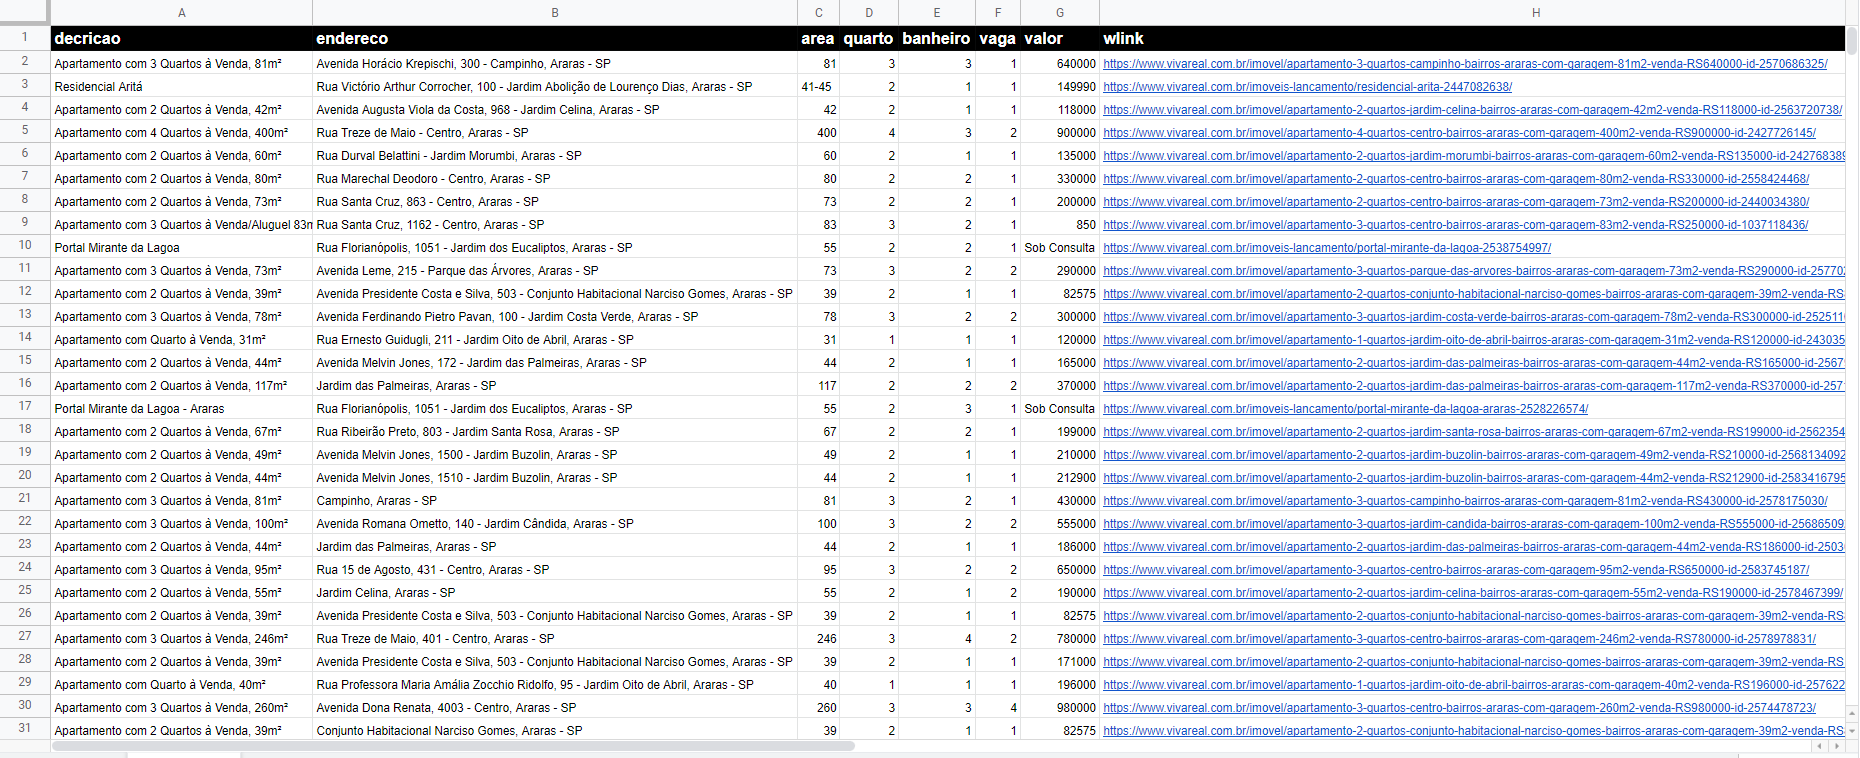 A B C D E F G H
1 decricao endereco area quarto banheiro vaga valor wlink
2 Apartamento com 3 Quartos à Venda, 81m² Avenida Horácio Krepischi, 300 - Campinho, Araras - SP 81 3 3 1 640000 https://www.vivareal.com.br/imovel/apartamento-3-quartos-campinho-bairros-araras-com-garagem-81m2-venda-RS640000-id-2570686325/
3 Residencial Aritá Rua Victório Arthur Corrocher, 100 - Jardim Abolição de Lourenço Dias, Araras - SP 41-45 2 1 1 149990 https://www.vivareal.com.br/imoveis-lancamento/residencial-arita-2447082638/
4 Apartamento com 2 Quartos à Venda, 42m² Avenida Augusta Viola da Costa, 968 - Jardim Celina, Araras - SP 42 2 1 1 118000 https://www.vivareal.com.br/imovel/apartamento-2-quartos-jardim-celina-bairros-araras-com-garagem-42m2-venda-RS118000-id-2563720738/
5 Apartamento com 4 Quartos à Venda, 400m² Rua Treze de Maio - Centro, Araras - SP 400 4 3 2 900000 https://www.vivareal.com.br/imovel/apartamento-4-quartos-centro-bairros-araras-com-garagem-400m2-venda-RS900000-id-2427726145/
6 Apartamento com 2 Quartos à Venda, 60m² Rua Durval Belattini - Jardim Morumbi, Araras - SP 60 2 1 1 135000 https://www.vivareal.com.br/imovel/apartamento-2-quartos-jardim-morumbi-bairros-araras-com-garagem-60m2-venda-RS135000-id-242768389
7 Apartamento com 2 Quartos à Venda, 80m² Rua Marechal Deodoro - Centro, Araras - SP 80 2 2 1 330000 https://www.vivareal.com.br/imovel/apartamento-2-quartos-centro-bairros-araras-com-garagem-80m2-venda-RS330000-id-2558424468/
8 Apartamento com 2 Quartos à Venda, 73m² Rua Santa Cruz, 863 - Centro, Araras - SP 73 2 2 1 200000 https://www.vivareal.com.br/imovel/apartamento-2-quartos-centro-bairros-araras-com-garagem-73m2-venda-RS200000-id-2440034380/
9 Apartamento com 3 Quartos à Venda/Aluguel 83m Rua Santa Cruz, 1162 - Centro, Araras - SP 83 3 2 1 850 https://www.vivareal.com.br/imovel/apartamento-3-quartos-centro-bairros-araras-com-garagem-83m2-venda-RS250000-id-1037118436/
10 Portal Mirante da Lagoa Rua Florianópolis, 1051 - Jardim dos Eucaliptos, Araras - SP 55 2 2 1 Sob Consulta https://www.vivareal.com.br/imoveis-lancamento/portal-mirante-da-lagoa-2538754997/
11 Apartamento com 3 Quartos à Venda, 73m² Avenida Leme, 215 - Parque das Árvores, Araras - SP 73 3 2 2 290000 https://www.vivareal.com.br/imovel/apartamento-3-quartos-parque-das-arvores-bairros-araras-com-garagem-73m2-venda-RS290000-id-25770
12 Apartamento com 2 Quartos à Venda, 39m² Avenida Presidente Costa e Silva, 503 - Conjunto Habitacional Narciso Gomes, Araras - SP 39 2 1 1 82575 https://www.vivareal.com.br/imovel/apartamento-2-quartos-conjunto-habitacional-narciso-gomes-bairros-araras-com-garagem-39m2-venda-RS
13 Apartamento com 3 Quartos à Venda, 78m² Avenida Ferdinando Pietro Pavan, 100 - Jardim Costa Verde, Araras - SP 78 3 2 2 300000 https://www.vivareal.com.br/imovel/apartamento-3-quartos-jardim-costa-verde-bairros-araras-com-garagem-78m2-venda-RS300000-id-252511
14 Apartamento com Quarto à Venda, 31m² Rua Ernesto Guidugli, 211 - Jardim Oito de Abril, Araras - SP 31 1 1 1 120000 https://www.vivareal.com.br/imovel/apartamento-1-quartos-jardim-oito-de-abril-bairros-araras-com-garagem-31m2-venda-RS120000-id-243035
15 Apartamento com 2 Quartos à Venda, 44m² Avenida Melvin Jones, 172 - Jardim das Palmeiras, Araras - SP 44 2 1 1 165000 https://www.vivareal.com.br/imovel/apartamento-2-quartos-jardim-das-palmeiras-bairros-araras-com-garagem-44m2-venda-RS165000-id-2567
16 Apartamento com 2 Quartos à Venda, 117m² Jardim das Palmeiras, Araras - SP 117 2 2 2 370000 https://www.vivareal.com.br/imovel/apartamento-2-quartos-jardim-das-palmeiras-bairros-araras-com-garagem-117m2-venda-RS370000-id-257
17 Portal Mirante da Lagoa - Araras Rua Florianópolis, 1051 - Jardim dos Eucaliptos, Araras - SP 55 2 3 1 Sob Consulta https://www.vivareal.com.br/imoveis-lancamento/portal-mirante-da-lagoa-araras-2528226574/
18 Apartamento com 2 Quartos à Venda, 67m² Rua Ribeirão Preto, 803 - Jardim Santa Rosa, Araras - SP 67 2 2 1 199000 https://www.vivareal.com.br/imovel/apartamento-2-quartos-jardim-santa-rosa-bairros-araras-com-garagem-67m2-venda-RS199000-id-2562354
19 Apartamento com 2 Quartos à Venda, 49m² Avenida Melvin Jones, 1500 - Jardim Buzolin, Araras - SP 49 2 1 1 210000 https://www.vivareal.com.br/imovel/apartamento-2-quartos-jardim-buzolin-bairros-araras-com-garagem-49m2-venda-RS210000-id-2568134092
20 Apartamento com 2 Quartos à Venda, 44m² Avenida Melvin Jones, 1510 - Jardim Buzolin, Araras - SP 44 2 1 1 212900 https://www.vivareal.com.br/imovel/apartamento-2-quartos-jardim-buzolin-bairros-araras-com-garagem-44m2-venda-RS212900-id-2583416795
21 Apartamento com 3 Quartos à Venda, 81m² Campinho, Araras - SP 81 3 2 1 430000 https://www.vivareal.com.br/imovel/apartamento-3-quartos-campinho-bairros-araras-com-garagem-81m2-venda-RS430000-id-2578175030/
22 Apartamento com 3 Quartos à Venda, 100m² Avenida Romana Ometto, 140 - Jardim Cândida, Araras - SP 100 3 2 2 555000 https://www.vivareal.com.br/imovel/apartamento-3-quartos-jardim-candida-bairros-araras-com-garagem-100m2-venda-RS555000-id-25686509
23 Apartamento com 2 Quartos à Venda, 44m² Jardim das Palmeiras, Araras - SP 44 2 1 1 186000 https://www.vivareal.com.br/imovel/apartamento-2-quartos-jardim-das-palmeiras-bairros-araras-com-garagem-44m2-venda-RS186000-id-2503
24 Apartamento com 3 Quartos à Venda, 95m² Rua 15 de Agosto, 431 - Centro, Araras - SP 95 3 2 2 650000 https://www.vivareal.com.br/imovel/apartamento-3-quartos-centro-bairros-araras-com-garagem-95m2-venda-RS650000-id-2583745187/
25 Apartamento com 2 Quartos à Venda, 55m² Jardim Celina, Araras - SP 55 2 1 2 190000 https://www.vivareal.com.br/imovel/apartamento-2-quartos-jardim-celina-bairros-araras-com-garagem-55m2-venda-RS190000-id-2578467399/
26 Apartamento com 2 Quartos à Venda, 39m² Avenida Presidente Costa e Silva, 503 - Conjunto Habitacional Narciso Gomes, Araras - SP 39 2 1 1 82575 https://www.vivareal.com.br/imovel/apartamento-2-quartos-conjunto-habitacional-narciso-gomes-bairros-araras-com-garagem-39m2-venda-RS
27 Apartamento com 3 Quartos à Venda, 246m² Rua Treze de Maio, 401 - Centro, Araras - SP 246 3 4 2 780000 https://www.vivareal.com.br/imovel/apartamento-3-quartos-centro-bairros-araras-com-garagem-246m2-venda-RS780000-id-2578978831/
28 Apartamento com 2 Quartos à Venda, 39m² Avenida Presidente Costa e Silva, 503 - Conjunto Habitacional Narciso Gomes, Araras - SP 39 2 1 1 171000 https://www.vivareal.com.br/imovel/apartamento-2-quartos-conjunto-habitacional-narciso-gomes-bairros-araras-com-garagem-39m2-venda-RS
29 Apartamento com Quarto à Venda, 40m² Rua Professora Maria Amália Zocchio Ridolfo, 95 - Jardim Oito de Abril, Araras - SP 40 1 1 1 196000 https://www.vivareal.com.br/imovel/apartamento-1-quartos-jardim-oito-de-abril-bairros-araras-com-garagem-40m2-venda-RS196000-id-257622
30 Apartamento com 3 Quartos à Venda, 260m² Avenida Dona Renata, 4003 - Centro, Araras - SP 260 3 3 4 980000 https://www.vivareal.com.br/imovel/apartamento-3-quartos-centro-bairros-araras-com-garagem-260m2-venda-RS980000-id-2574478723/
31 Apartamento com 2 Quartos à Venda, 39m² Conjunto Habitacional Narciso Gomes, Araras - SP 39 2 1 1 82575 https://www.vivareal.com.br/imovel/apartamento-2-quartos-conjunto-habitacional-narciso-gomes-bairros-araras-com-garagem-39m2-venda-RS